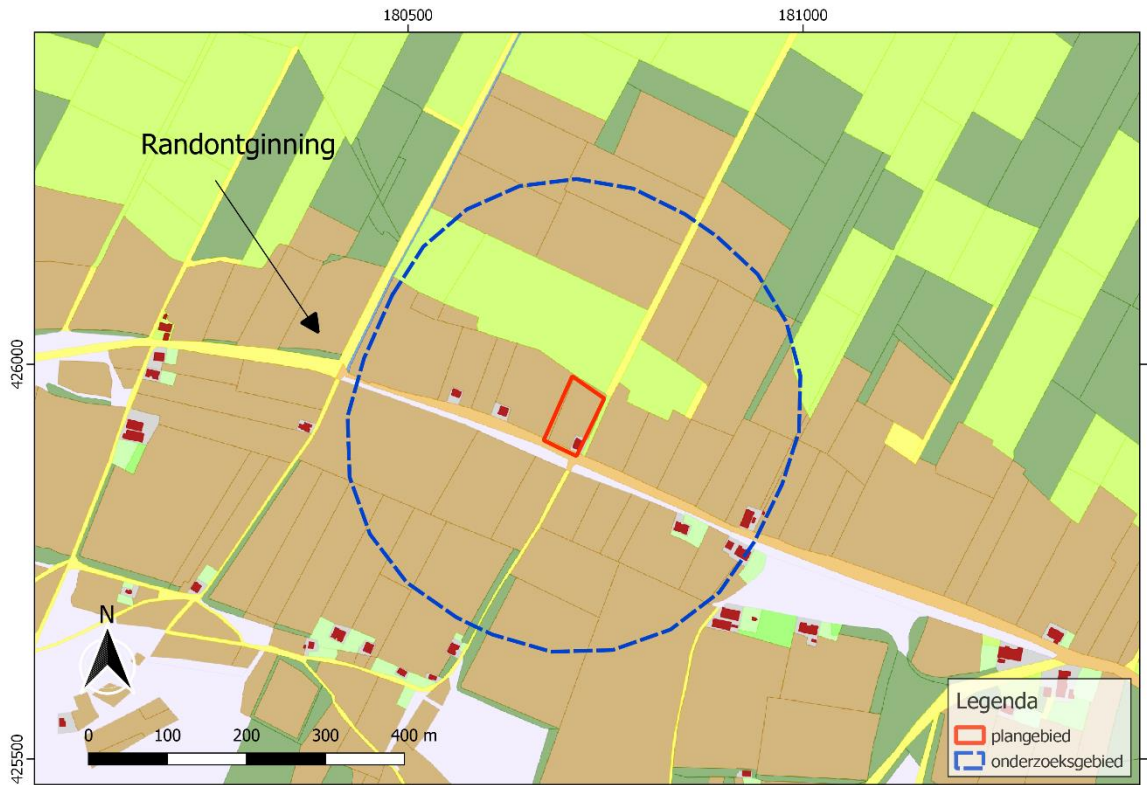 180500
181000
Randontginning
426000
N
0 100 200 300 400 m
425500
Legenda
plangebied
onderzoeksgebied